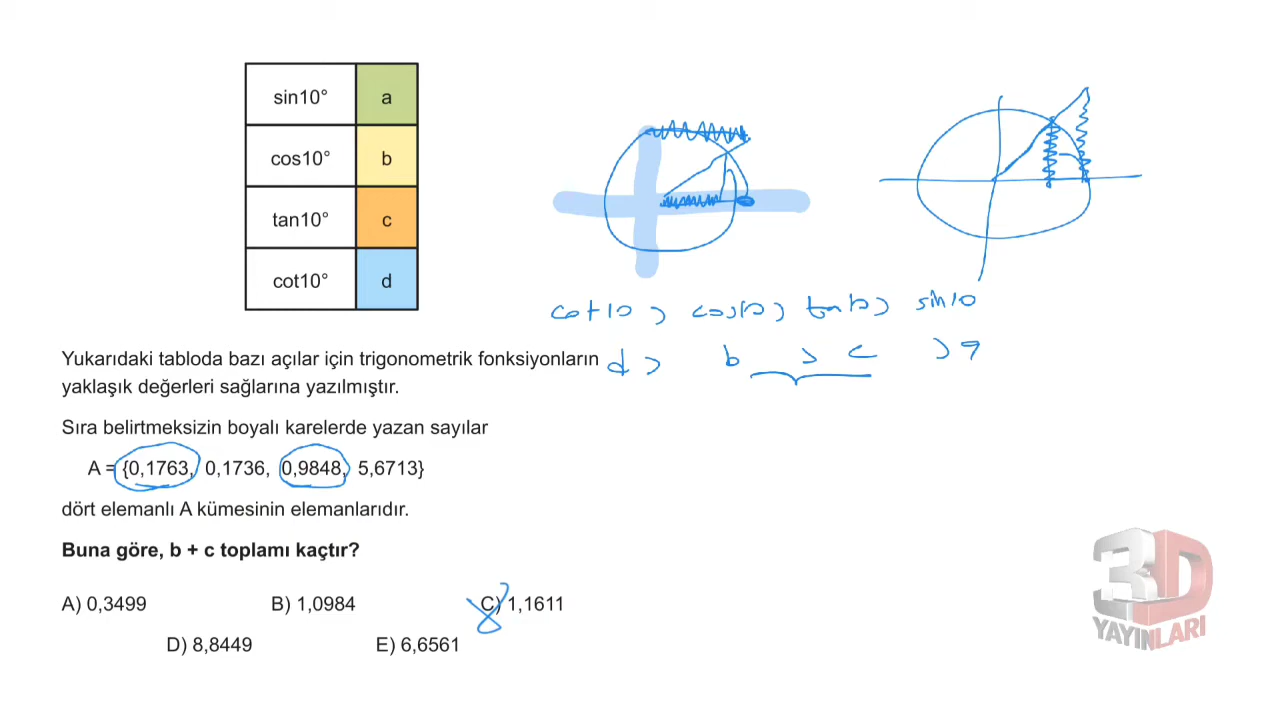 sin10° a
cos10° b
tan10° c
cot10° d
cot10 > cos10 > tan10 > sin10
d > b > c > a
Yukarıdaki tabloda bazı açılar için trigonometrik fonksiyonların
yaklaşık değerleri sağlarına yazılmıştır.
Sıra belirtmeksizin boyalı karelerde yazan sayılar
A = {0,1763, 0,1736, 0,9848, 5,6713}
dört elemanlı A kümesinin elemanlarıdır.
Buna göre, b + c toplamı kaçtır?
A) 0,3499 B) 1,0984 C) 1,1611
D) 8,8449 E) 6,6561
3D
YAYINLARI